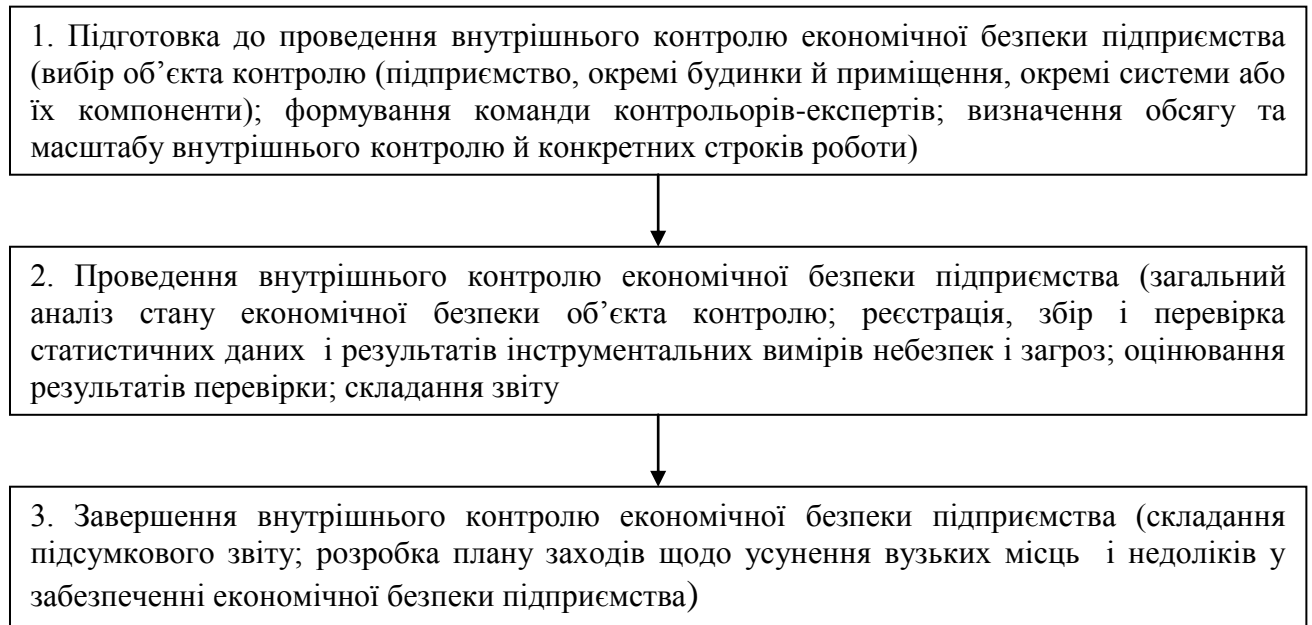 1. Підготовка до проведення внутрішнього контролю економічної безпеки підприємства
(вибір об’єкта контролю (підприємство, окремі будинки й приміщення, окремі системи або
їх компоненти); формування команди контрольорів-експертів; визначення обсягу та
масштабу внутрішнього контролю й конкретних строків роботи)
2. Проведення внутрішнього контролю економічної безпеки підприємства (загальний
аналіз стану економічної безпеки об’єкта контролю; реєстрація, збір і перевірка
статистичних даних і результатів інструментальних вимірів небезпек і загроз; оцінювання
результатів перевірки; складання звіту
3. Завершення внутрішнього контролю економічної безпеки підприємства (складання
підсумкового звіту; розробка плану заходів щодо усунення вузьких місць і недоліків у
забезпеченні економічної безпеки підприємства)